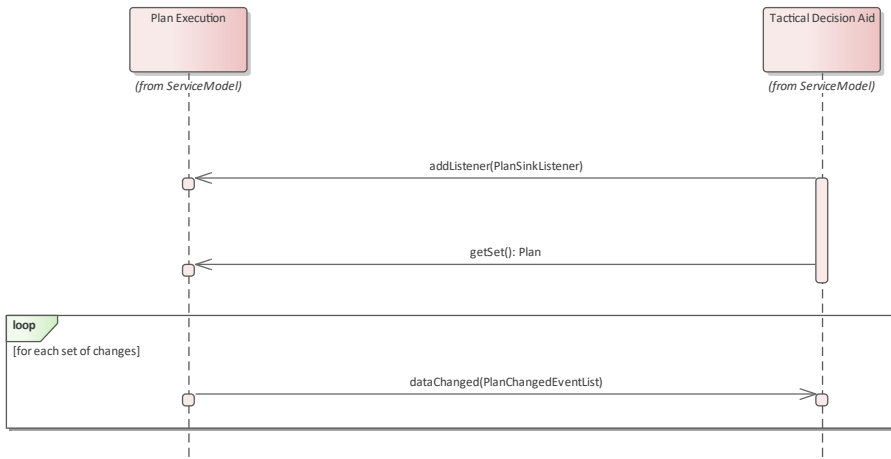 Plan Execution
Tactical Decision Aid
(from ServiceModel)
(from ServiceModel)
addListener(PlanSinkListener)
getSet(): Plan
loop
[for each set of changes]
dataChanged(PlanChangedEventList)